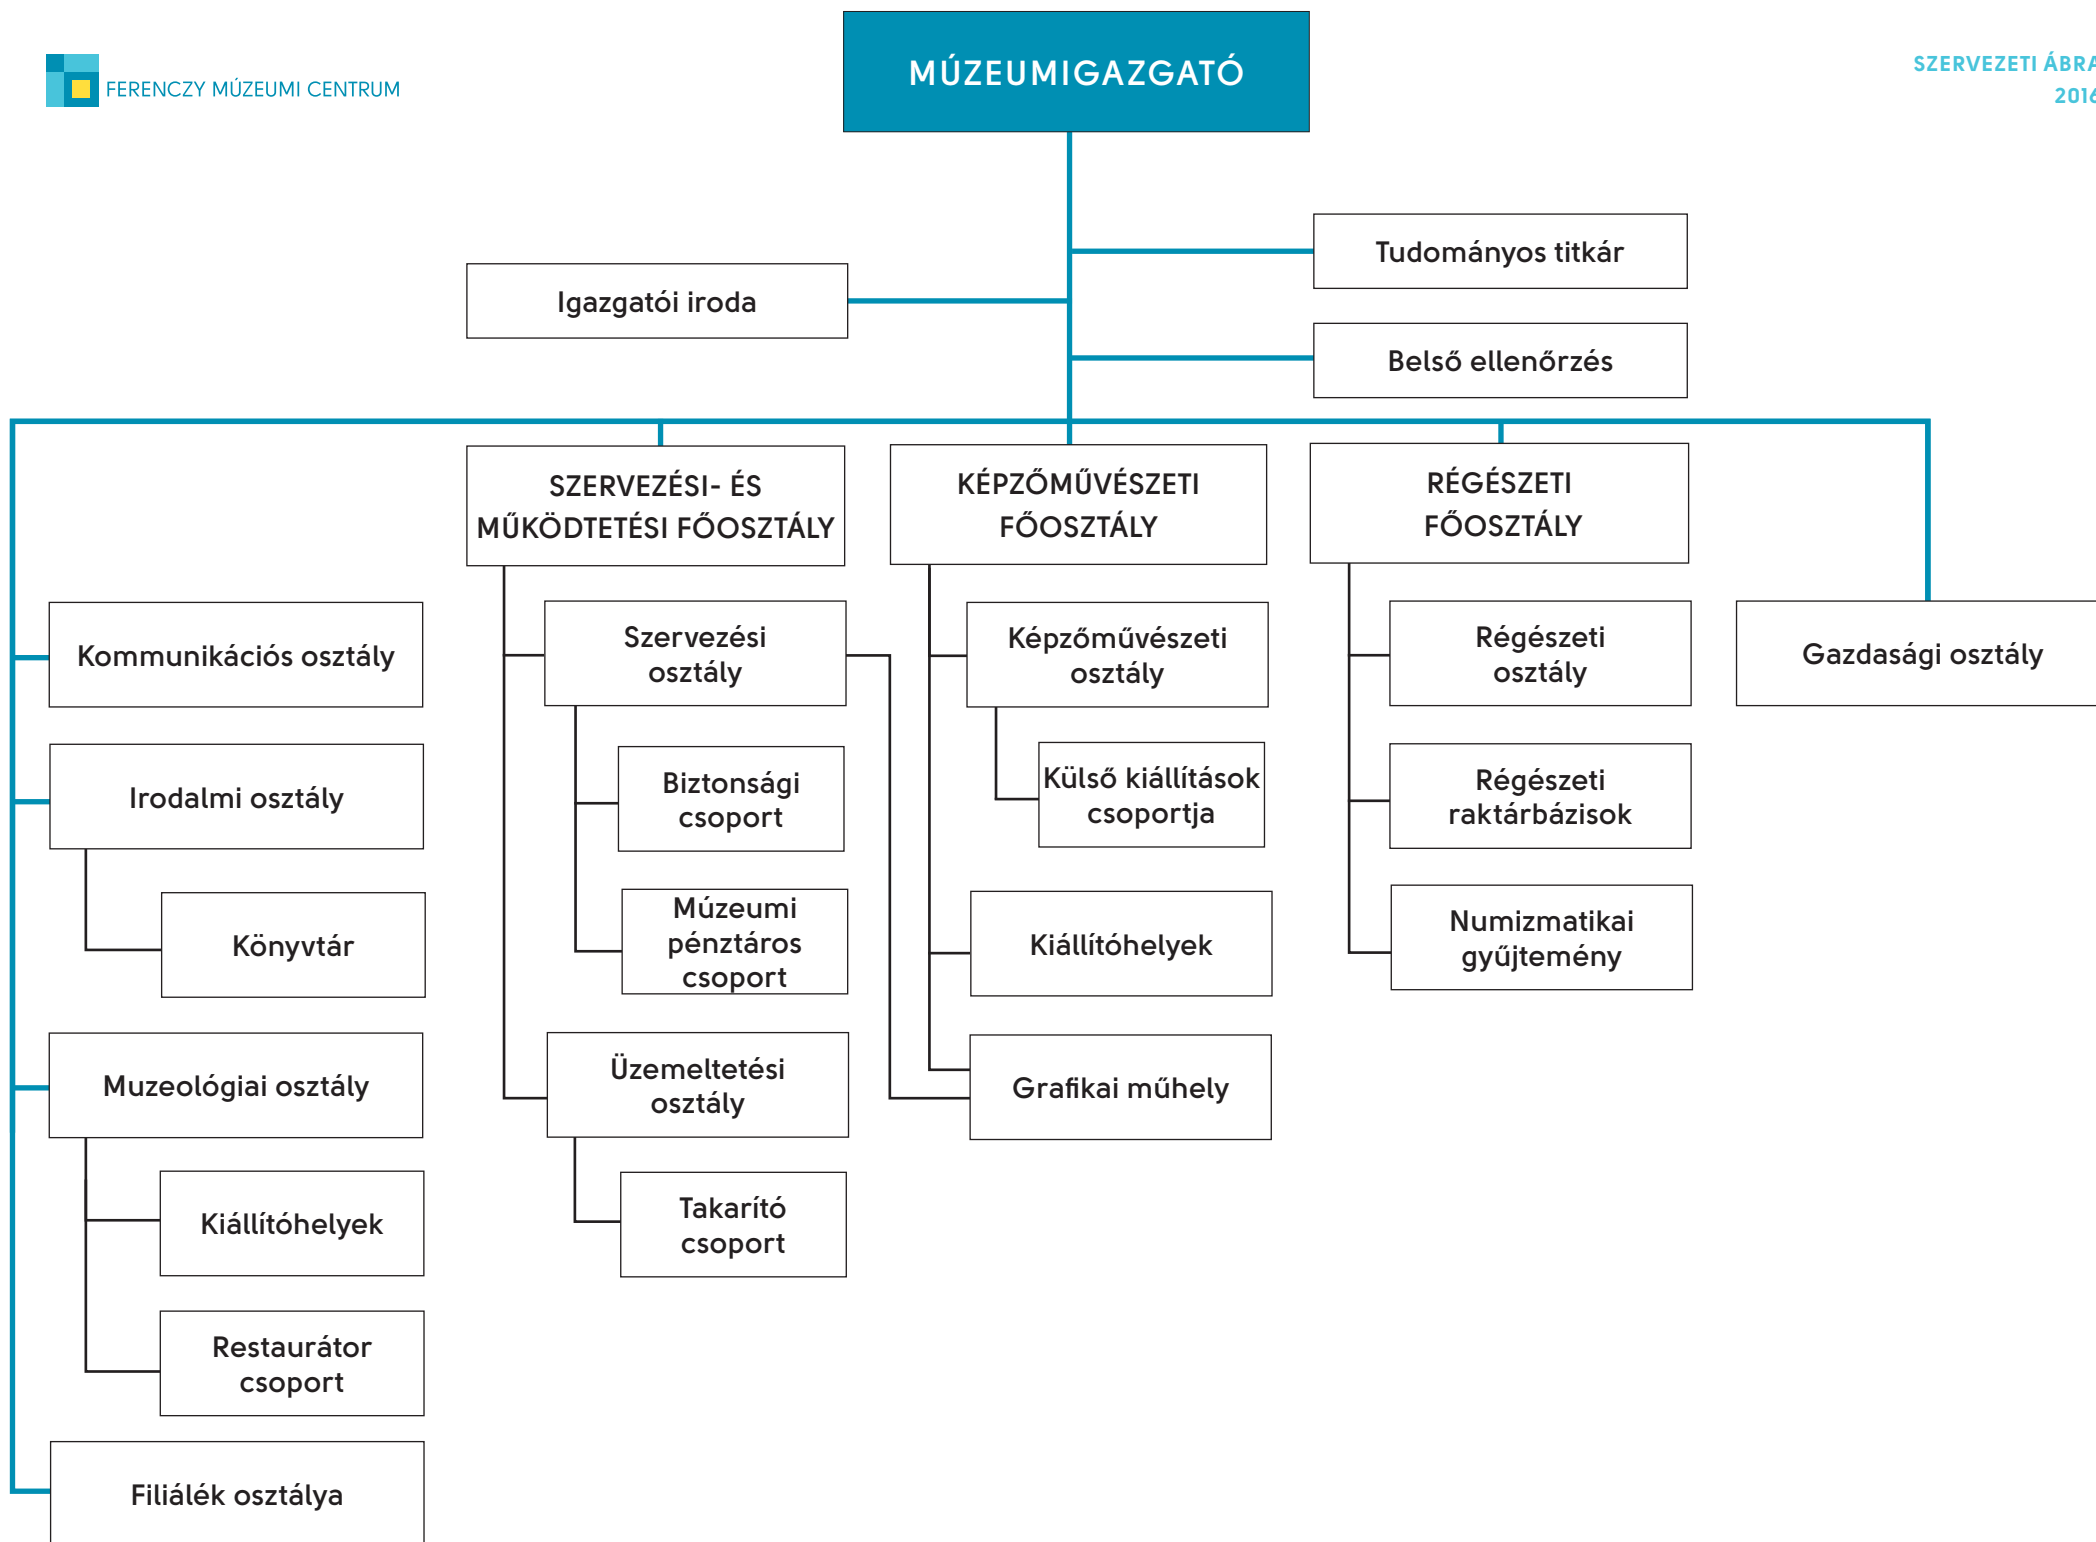 FERENCZY MÚZEUMI CENTRUM
MÚZEUMIGAZGATÓ
SZERVEZETI ÁBRA
2016
Tudományos titkár
Igazgatói iroda
Belső ellenőrzés
SZERVEZÉSI- ÉS
MŰKÖDTETÉSI FŐOSZTÁLY
KÉPZŐMŰVÉSZETI
FŐOSZTÁLY
RÉGÉSZETI
FŐOSZTÁLY
Kommunikációs osztály
Irodalmi osztály
Könyvtár
Muzeológiai osztály
Kiállítóhelyek
Restaurátor
csoport
Filiálék osztálya
Szervezési
osztály
Biztonsági
csoport
Múzeumi
pénztáros
csoport
Üzemeltetési
osztály
Takarító
csoport
Képzőművészeti
osztály
Külső kiállítások
csoportja
Kiállítóhelyek
Grafikai műhely
Régészeti
osztály
Régészeti
raktárbázisok
Numizmatikai
gyűjtemény
Gazdasági osztály